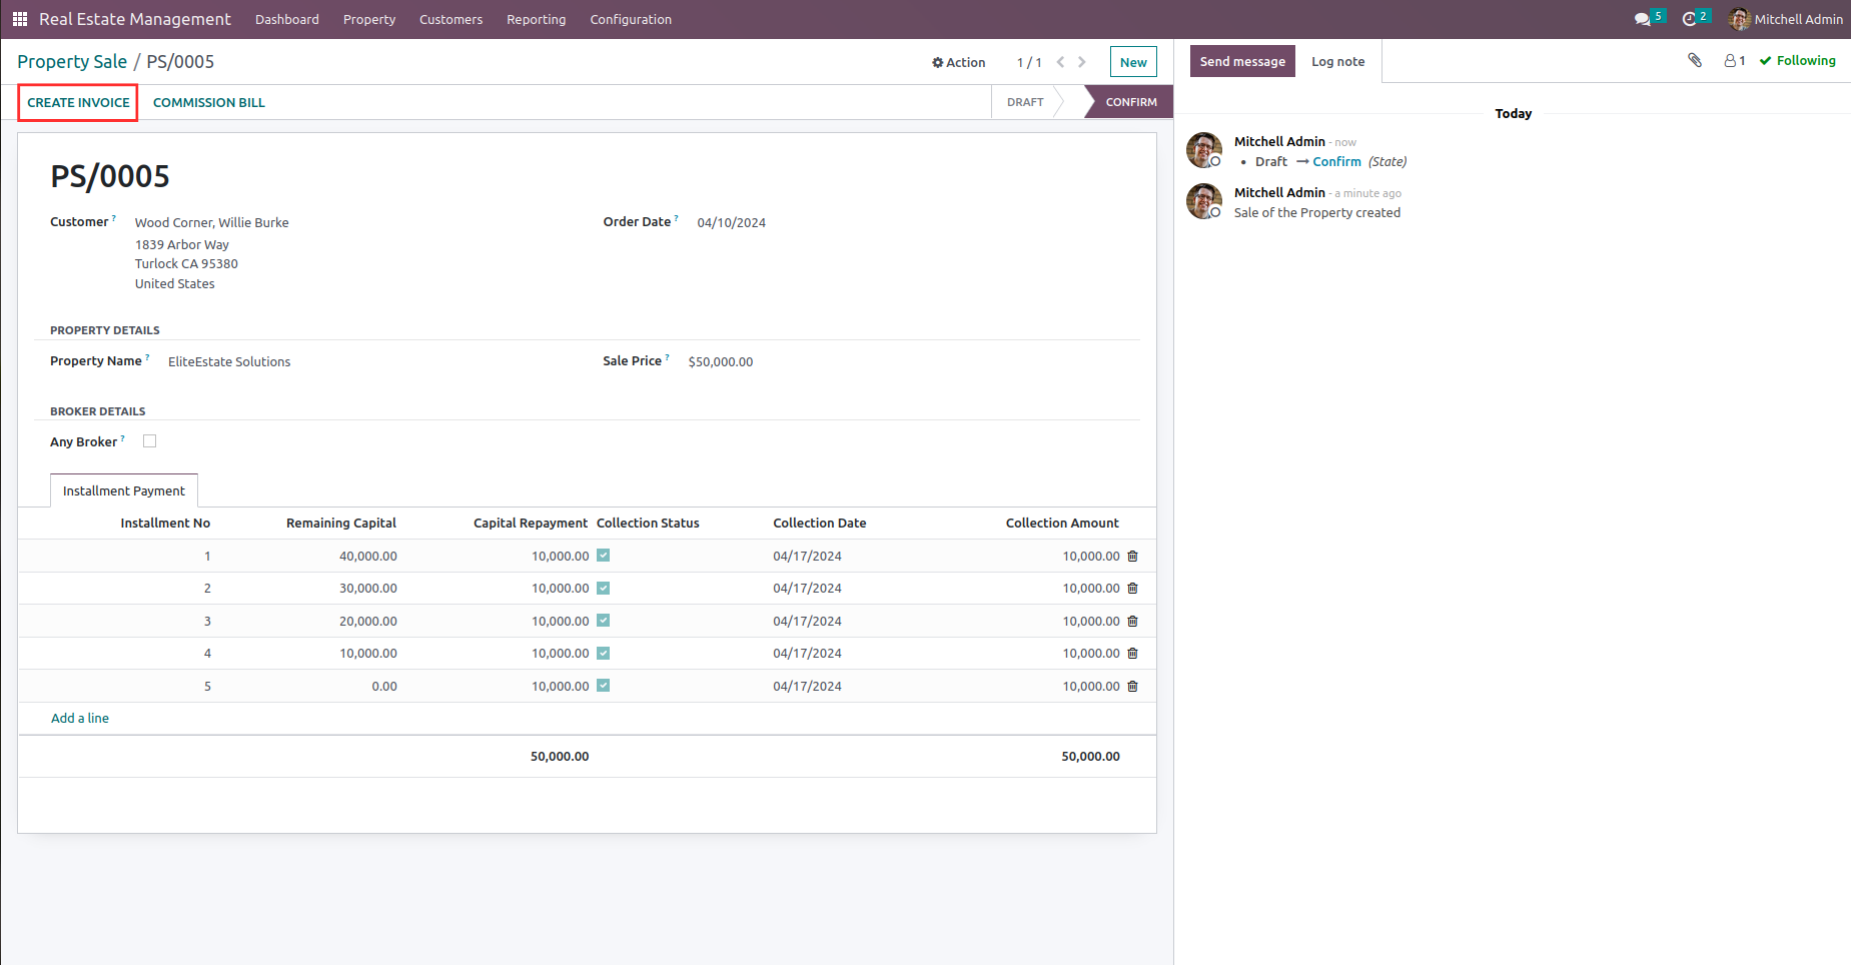 Real Estate Management Dashboard Property Customers Reporting Configuration 5 2 Mitchell Admin
Property Sale / PS/0005 Action 1 / 1 New
CREATE INVOICE COMMISSION BILL DRAFT CONFIRM
PS/0005
Customer ? Wood Corner, Willie Burke Order Date ? 04/10/2024
1839 Arbor Way
Turlock CA 95380
United States
PROPERTY DETAILS
Property Name ? EliteEstate Solutions Sale Price ? $50,000.00
BROKER DETAILS
Any Broker ?
Installment Payment
Installment No Remaining Capital Capital Repayment Collection Status Collection Date Collection Amount
1 40,000.00 10,000.00 04/17/2024 10,000.00
2 30,000.00 10,000.00 04/17/2024 10,000.00
3 20,000.00 10,000.00 04/17/2024 10,000.00
4 10,000.00 10,000.00 04/17/2024 10,000.00
5 0.00 10,000.00 04/17/2024 10,000.00
Add a line
50,000.00 50,000.00
Send message Log note 1 Following
Today
Mitchell Admin - now
• Draft → Confirm (State)
Mitchell Admin - a minute ago
Sale of the Property created